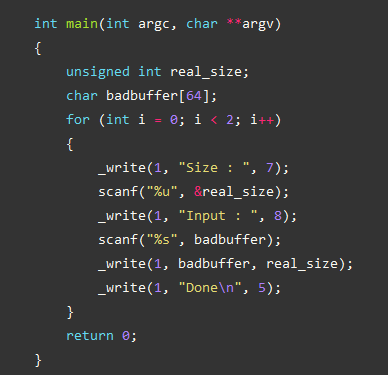 int main(int argc, char **argv)
{
    unsigned int real_size;
    char badbuffer[64];
    for (int i = 0; i < 2; i++)
    {
        _write(1, "Size : ", 7);
        scanf("%u", &real_size);
        _write(1, "Input : ", 8);
        scanf("%s", badbuffer);
        _write(1, badbuffer, real_size);
        _write(1, "Done\n", 5);
    }
    return 0;
}